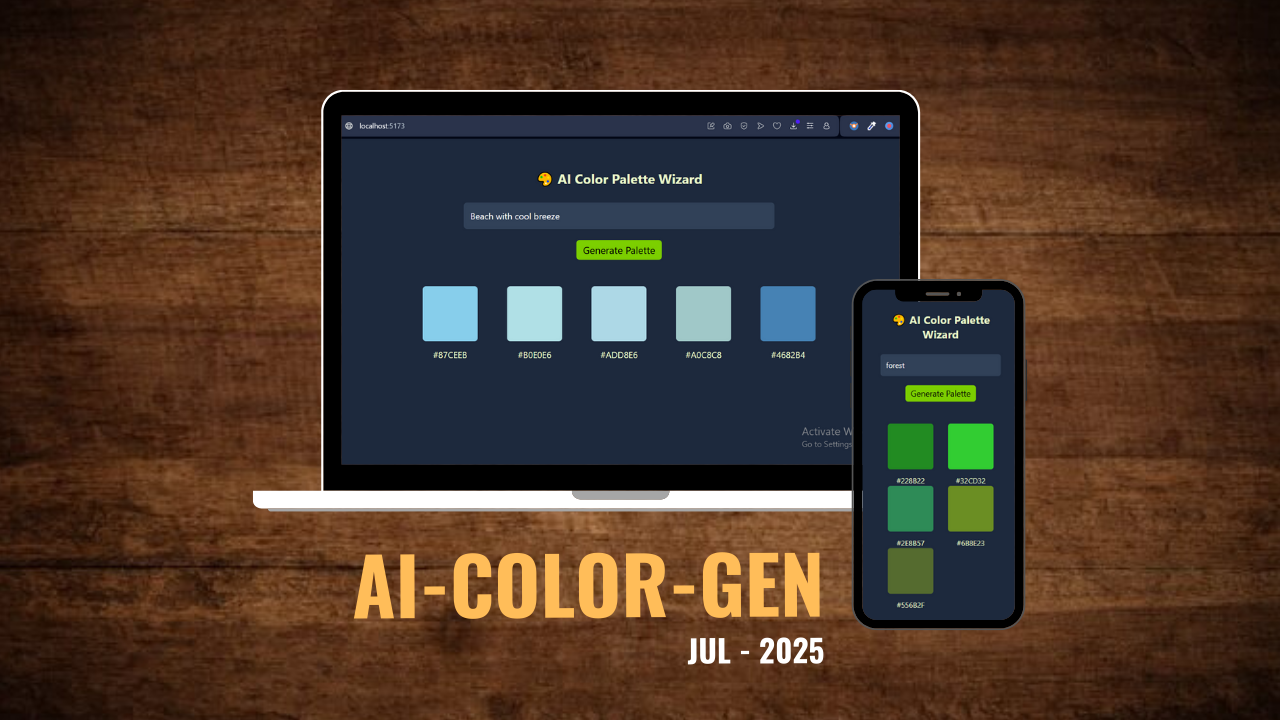 localhost:5173
AI Color Palette Wizard
Beach with cool breeze
Generate Palette
#87CEEB #B0E0E6 #ADD8E6 #A0C8C8 #4682B4
Activate W
Go to Settings
AI Color Palette
Wizard
forest
Generate Palette
#228B22 #32CD32
#2E8B57 #6B8E23
#556B2F
AI-COLOR-GEN
JUL - 2025